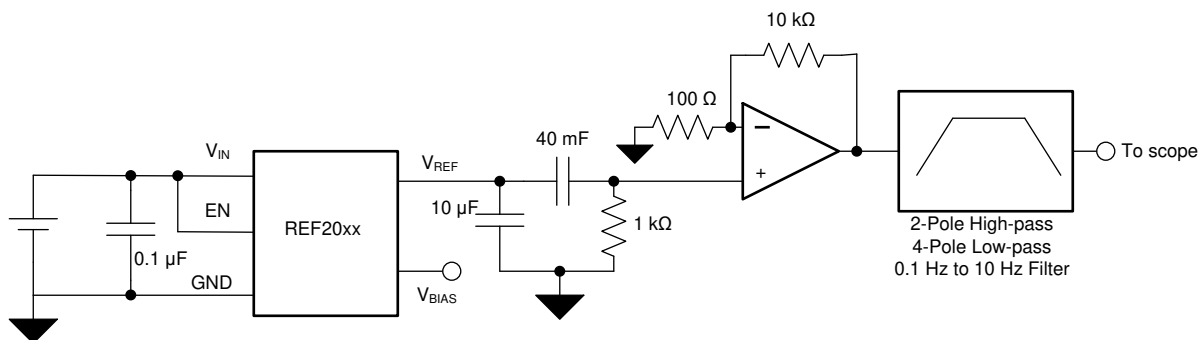 10 kΩ
100 Ω
40 mF
VIN
VREF
To scope
EN
10 µF
REF20xx
1 kΩ
0.1 µF
2-Pole High-pass
4-Pole Low-pass
0.1 Hz to 10 Hz Filter
GND
VBIAS
−
+